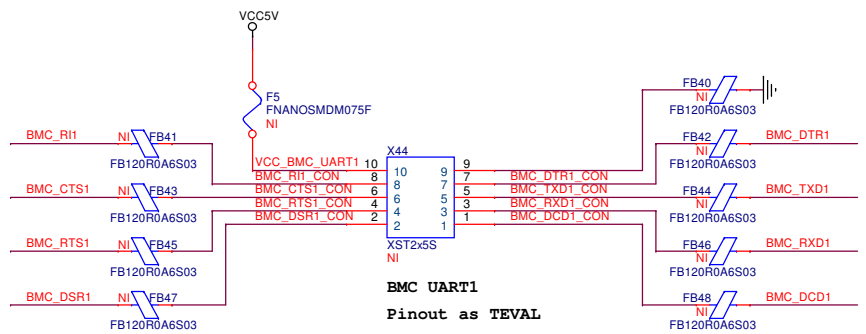 VCC5V
F5
FNANOSMDM075F
NI
FB40
NI
FB120R0A6S03
BMC_RI1 NI FB41
FB120R0A6S03
X44
FB42 BMC_DTR1
NI
FB120R0A6S03
VCC_BMC_UART1 10 10 9 9
BMC_RI1_CON 8 8 7 7 BMC_DTR1_CON
BMC_CTS1_CON 6 6 5 5 BMC_TXD1_CON
BMC_RTS1_CON 4 4 3 3 BMC_RXD1_CON
BMC_DSR1_CON 2 2 1 1 BMC_DCD1_CON
XST2x5S
NI
BMC_CTS1 NI FB43
FB120R0A6S03
FB44 BMC_TXD1
NI
FB120R0A6S03
BMC_RTS1 NI FB45
FB120R0A6S03
FB46 BMC_RXD1
NI
FB120R0A6S03
BMC_DSR1 NI FB47
FB120R0A6S03
FB48 BMC_DCD1
NI
FB120R0A6S03
BMC UART1
Pinout as TEVAL